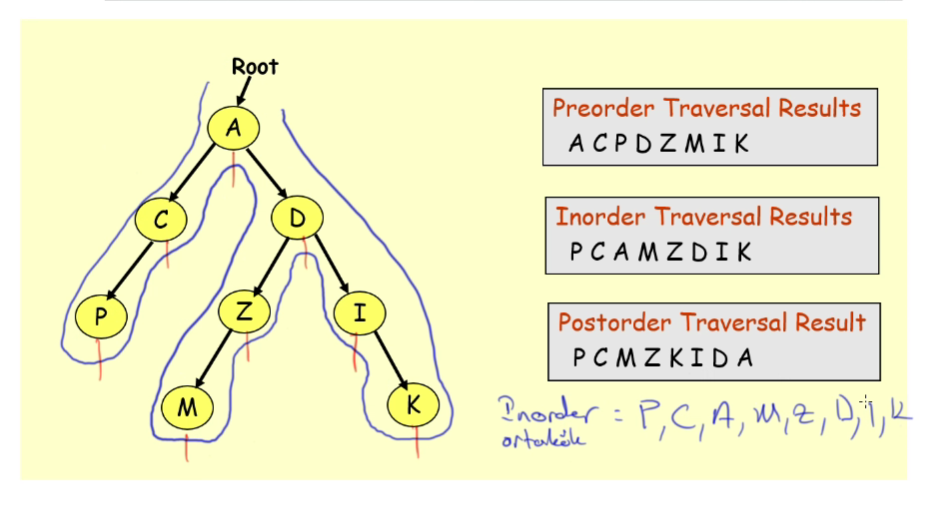 Root
A
C
D
P
Z
I
M
K
Preorder Traversal Results
A C P D Z M I K
Inorder Traversal Results
P C A M Z D I K
Postorder Traversal Result
P C M Z K I D A
Inorder = P, C, A, M, Z, D, I, K
ortakök